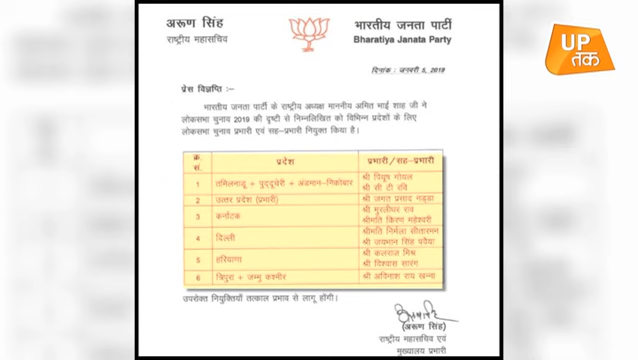 अरूण सिंह
राष्ट्रीय महासचिव
भारतीय जनता पार्टी
Bharatiya Janata Party
UP
तक
दिनांक: जनवरी 5, 2019
प्रेस विज्ञप्ति :–
भारतीय जनता पार्टी के राष्ट्रीय अध्यक्ष माननीय अमित भाई शाह जी ने
लोकसभा चुनाव 2019 की दृष्टी से निम्नलिखित को विभिन्न प्रदेशों के लिए
लोकसभा चुनाव प्रभारी एवं सह–प्रभारी नियुक्त किया है।
क्र. सं. प्रदेश प्रभारी/सह–प्रभारी
1 तमिलनाडू + पुद्दूचेरी + अंडमान–निकोबार श्री पियूष गोयल
श्री सी टी रवि
2 उत्तर प्रदेश (प्रभारी) श्री जगत प्रसाद नड्डा
3 कर्नाटक श्री मुरलीधर राव
श्रीमति किरण महेश्वरी
4 दिल्ली श्रीमति निर्मला सीतारमम
श्री जयभान सिंह पवैया
5 हरियाणा श्री कलराज मिश्र
श्री विश्वास सारंग
6 त्रिपुरा + जम्मू कश्मीर श्री अविनाश राय खन्ना
उपरोक्त नियुक्तियाँ तत्काल प्रभाव से लागू होंगी।
(अरूण सिंह)
राष्ट्रीय महासचिव एवं
मुख्यालय प्रभारी